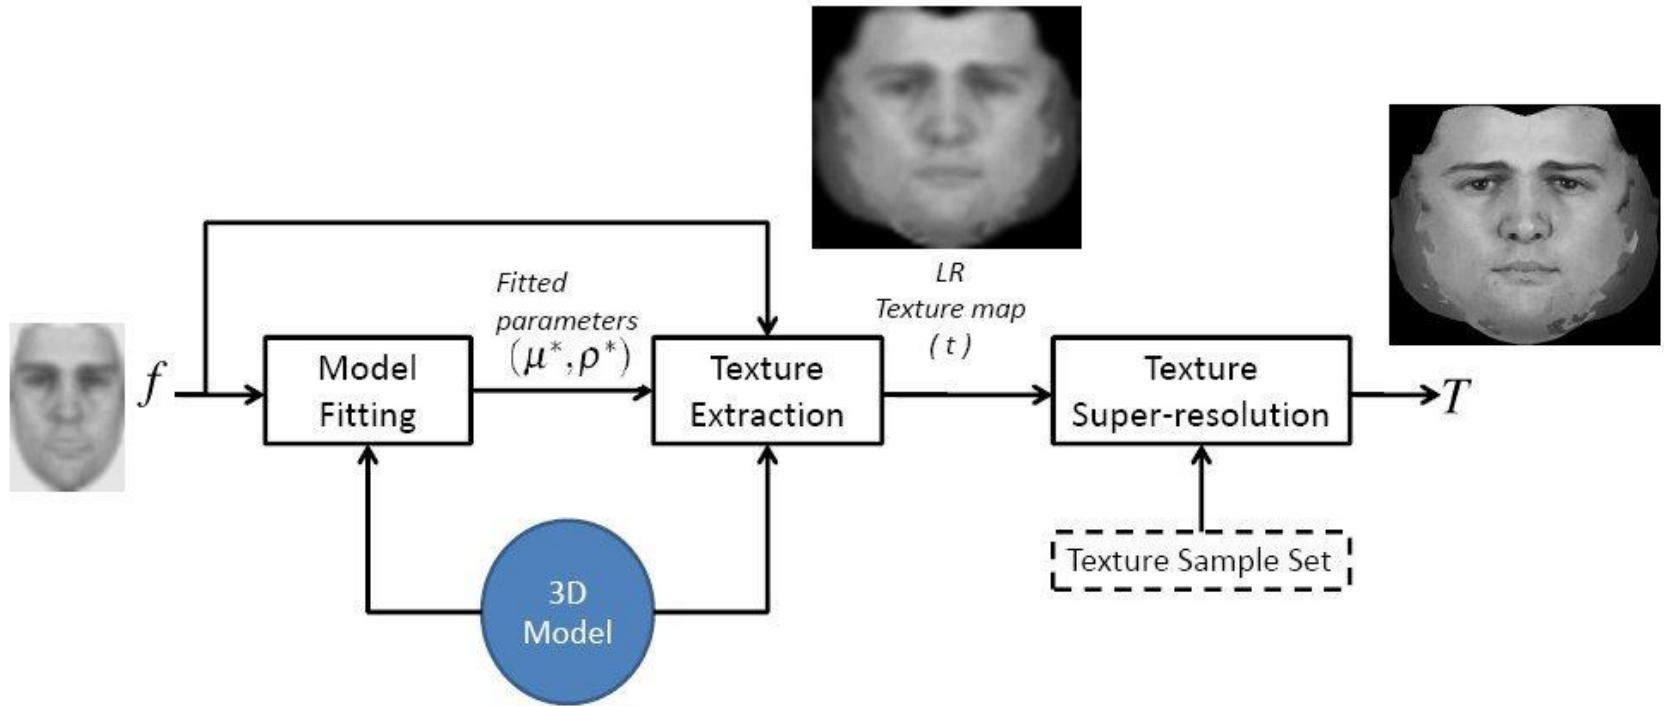 f
Model
Fitting
Fitted
parameters
(μ*,ρ*)
Texture
Extraction
LR
Texture map
( t )
Texture
Super-resolution
T
3D
Model
Texture Sample Set